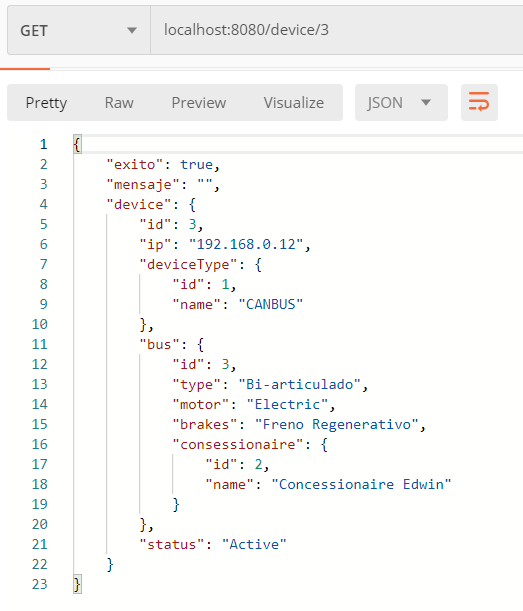 GET localhost:8080/device/3
Pretty Raw Preview Visualize JSON
1 {
2 "exito": true,
3 "mensaje": "",
4 "device": {
5 "id": 3,
6 "ip": "192.168.0.12",
7 "deviceType": {
8 "id": 1,
9 "name": "CANBUS"
10 },
11 "bus": {
12 "id": 3,
13 "type": "Bi-articulado",
14 "motor": "Electric",
15 "brakes": "Freno Regenerativo",
16 "consessionaire": {
17 "id": 2,
18 "name": "Concessionaire Edwin"
19 }
20 },
21 "status": "Active"
22 }
23 }